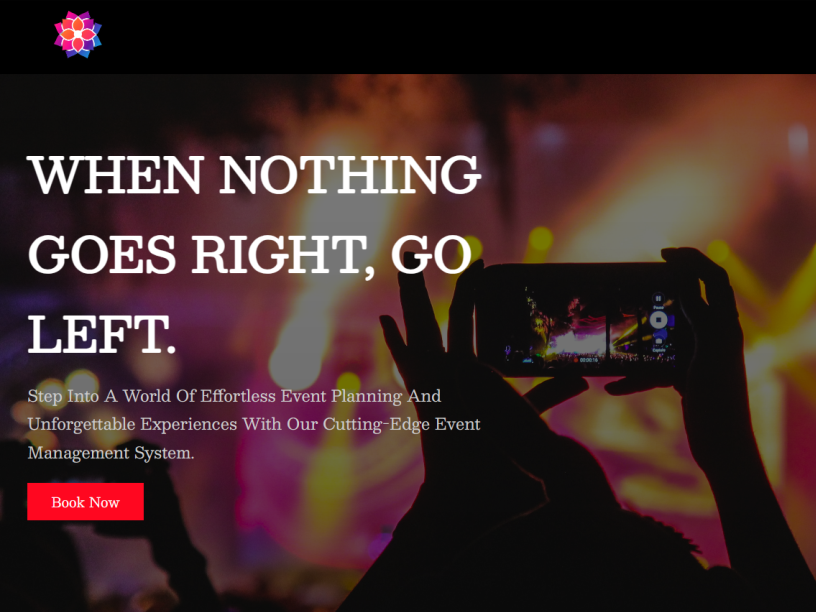 WHEN NOTHING
GOES RIGHT, GO
LEFT.
Step Into A World Of Effortless Event Planning And
Unforgettable Experiences With Our Cutting-Edge Event
Management System.
Book Now